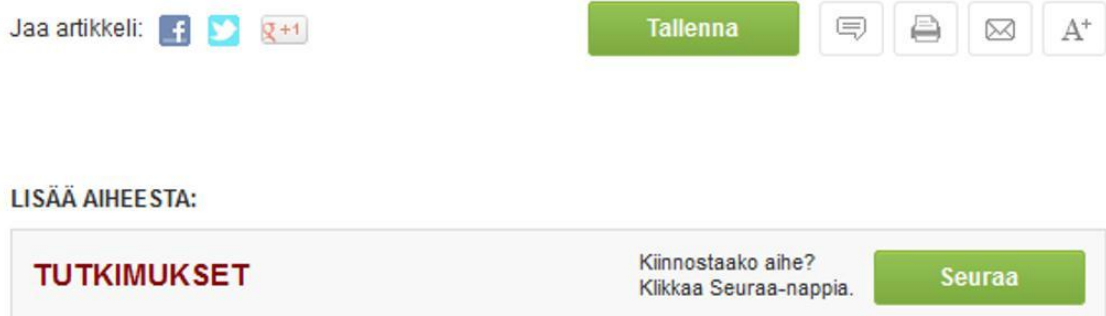 Jaa artikkeli: f g+1 Tallenna A+
LISÄÄ AIHEESTA:
TUTKIMUKSET
Kiinnostaako aihe?
Klikkaa Seuraa-nappia.
Seuraa